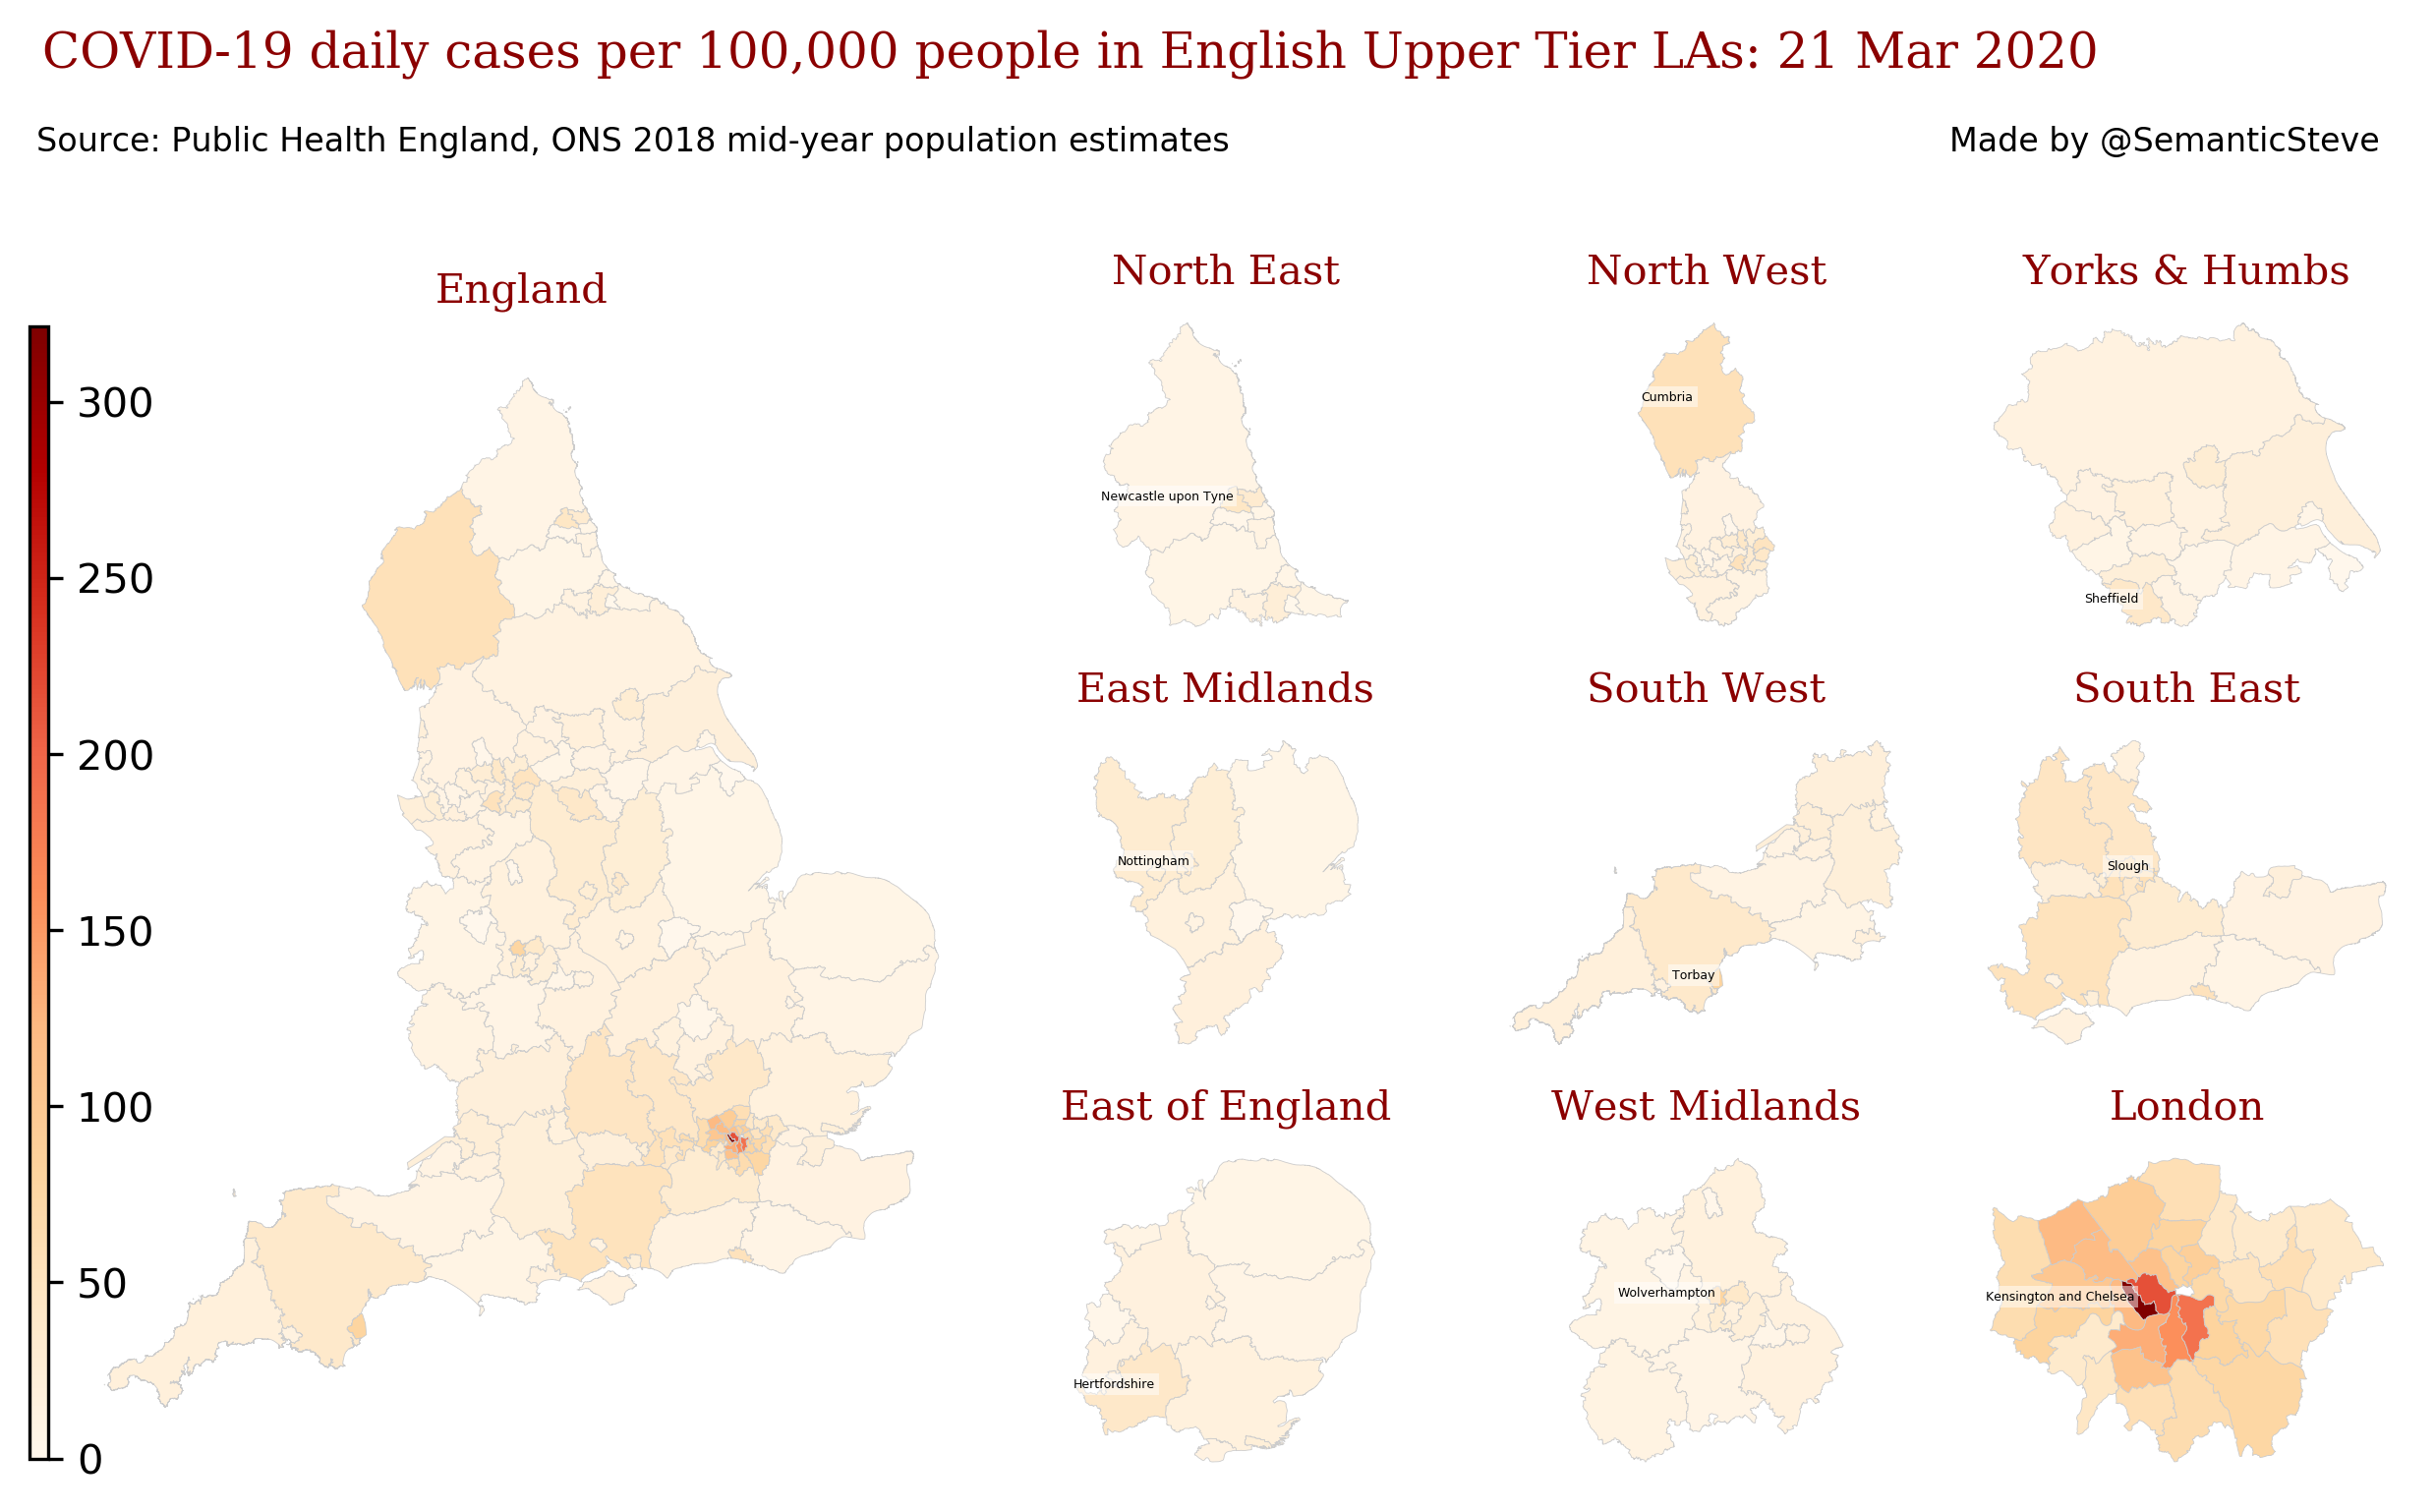 COVID-19 daily cases per 100,000 people in English Upper Tier LAs: 21 Mar 2020
Source: Public Health England, ONS 2018 mid-year population estimates
Made by @SemanticSteve
England
300
250
200
150
100
50
0
North East
Newcastle upon Tyne
North West
Cumbria
Yorks & Humbs
Sheffield
East Midlands
Nottingham
South West
Torbay
South East
Slough
East of England
Hertfordshire
West Midlands
Wolverhampton
London
Kensington and Chelsea